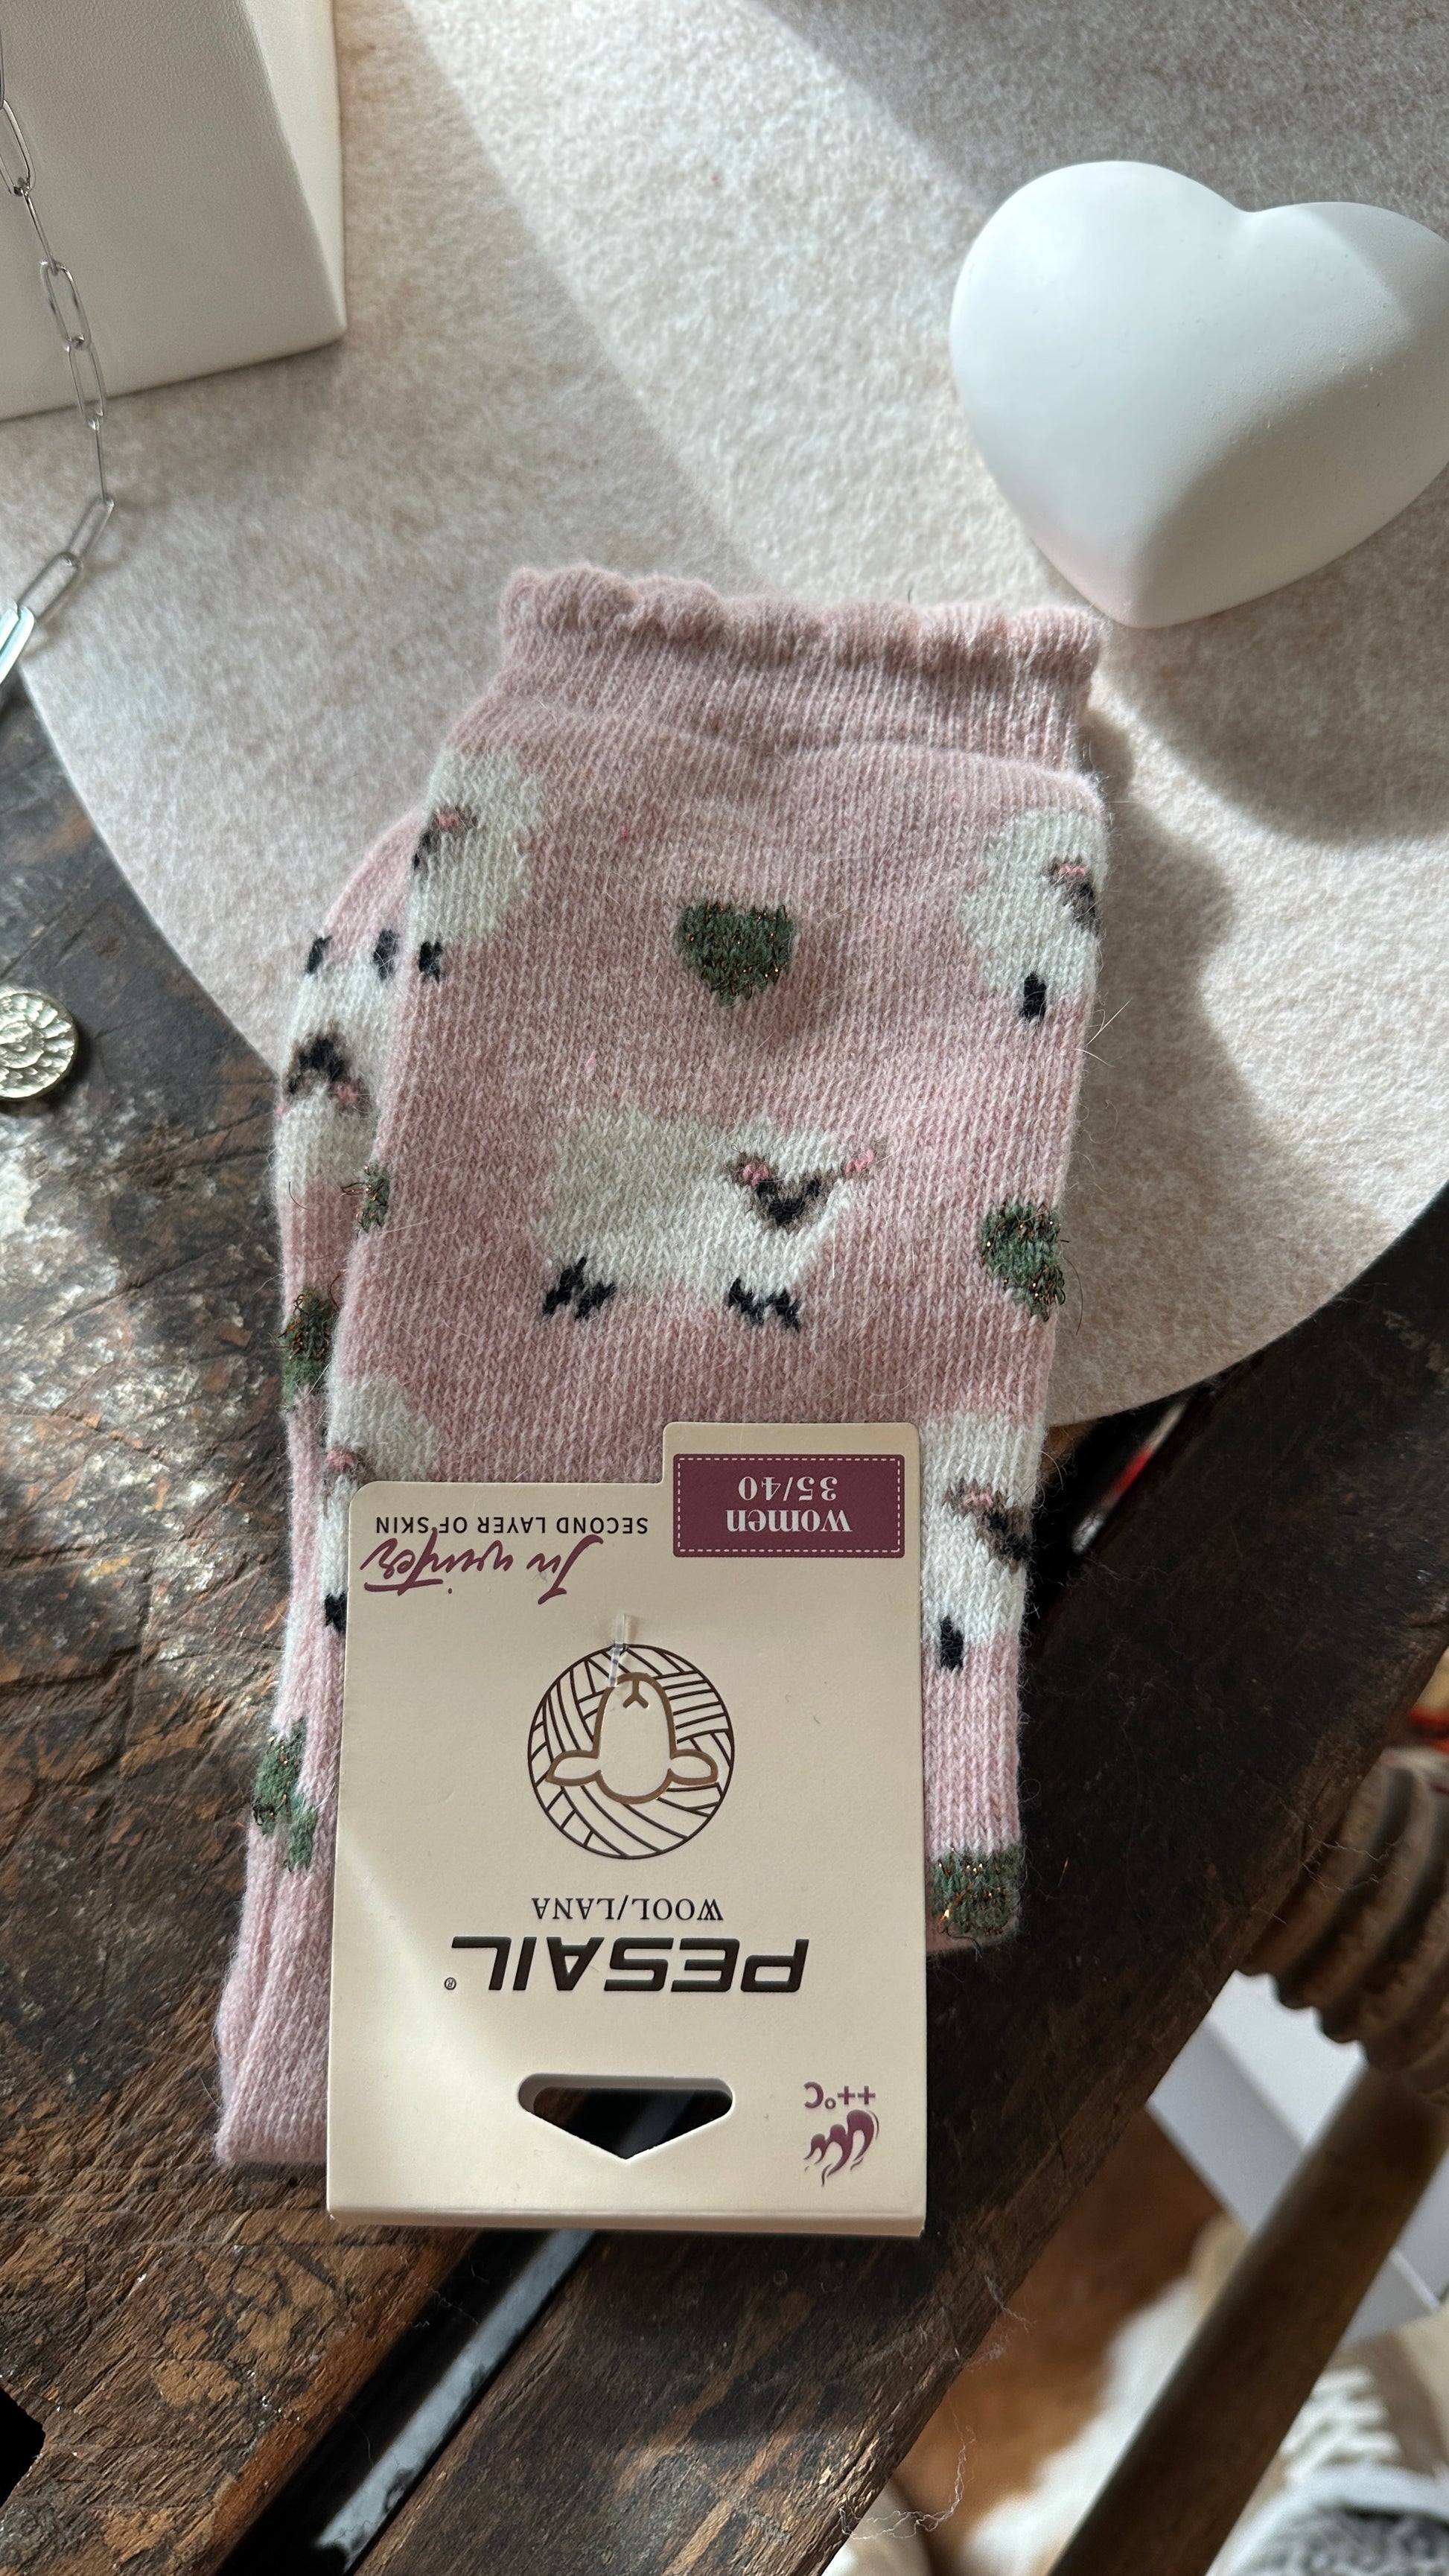 ++°C
PESAIL®
WOOL/LANA
In winter
SECOND LAYER OF SKIN
women
35/40